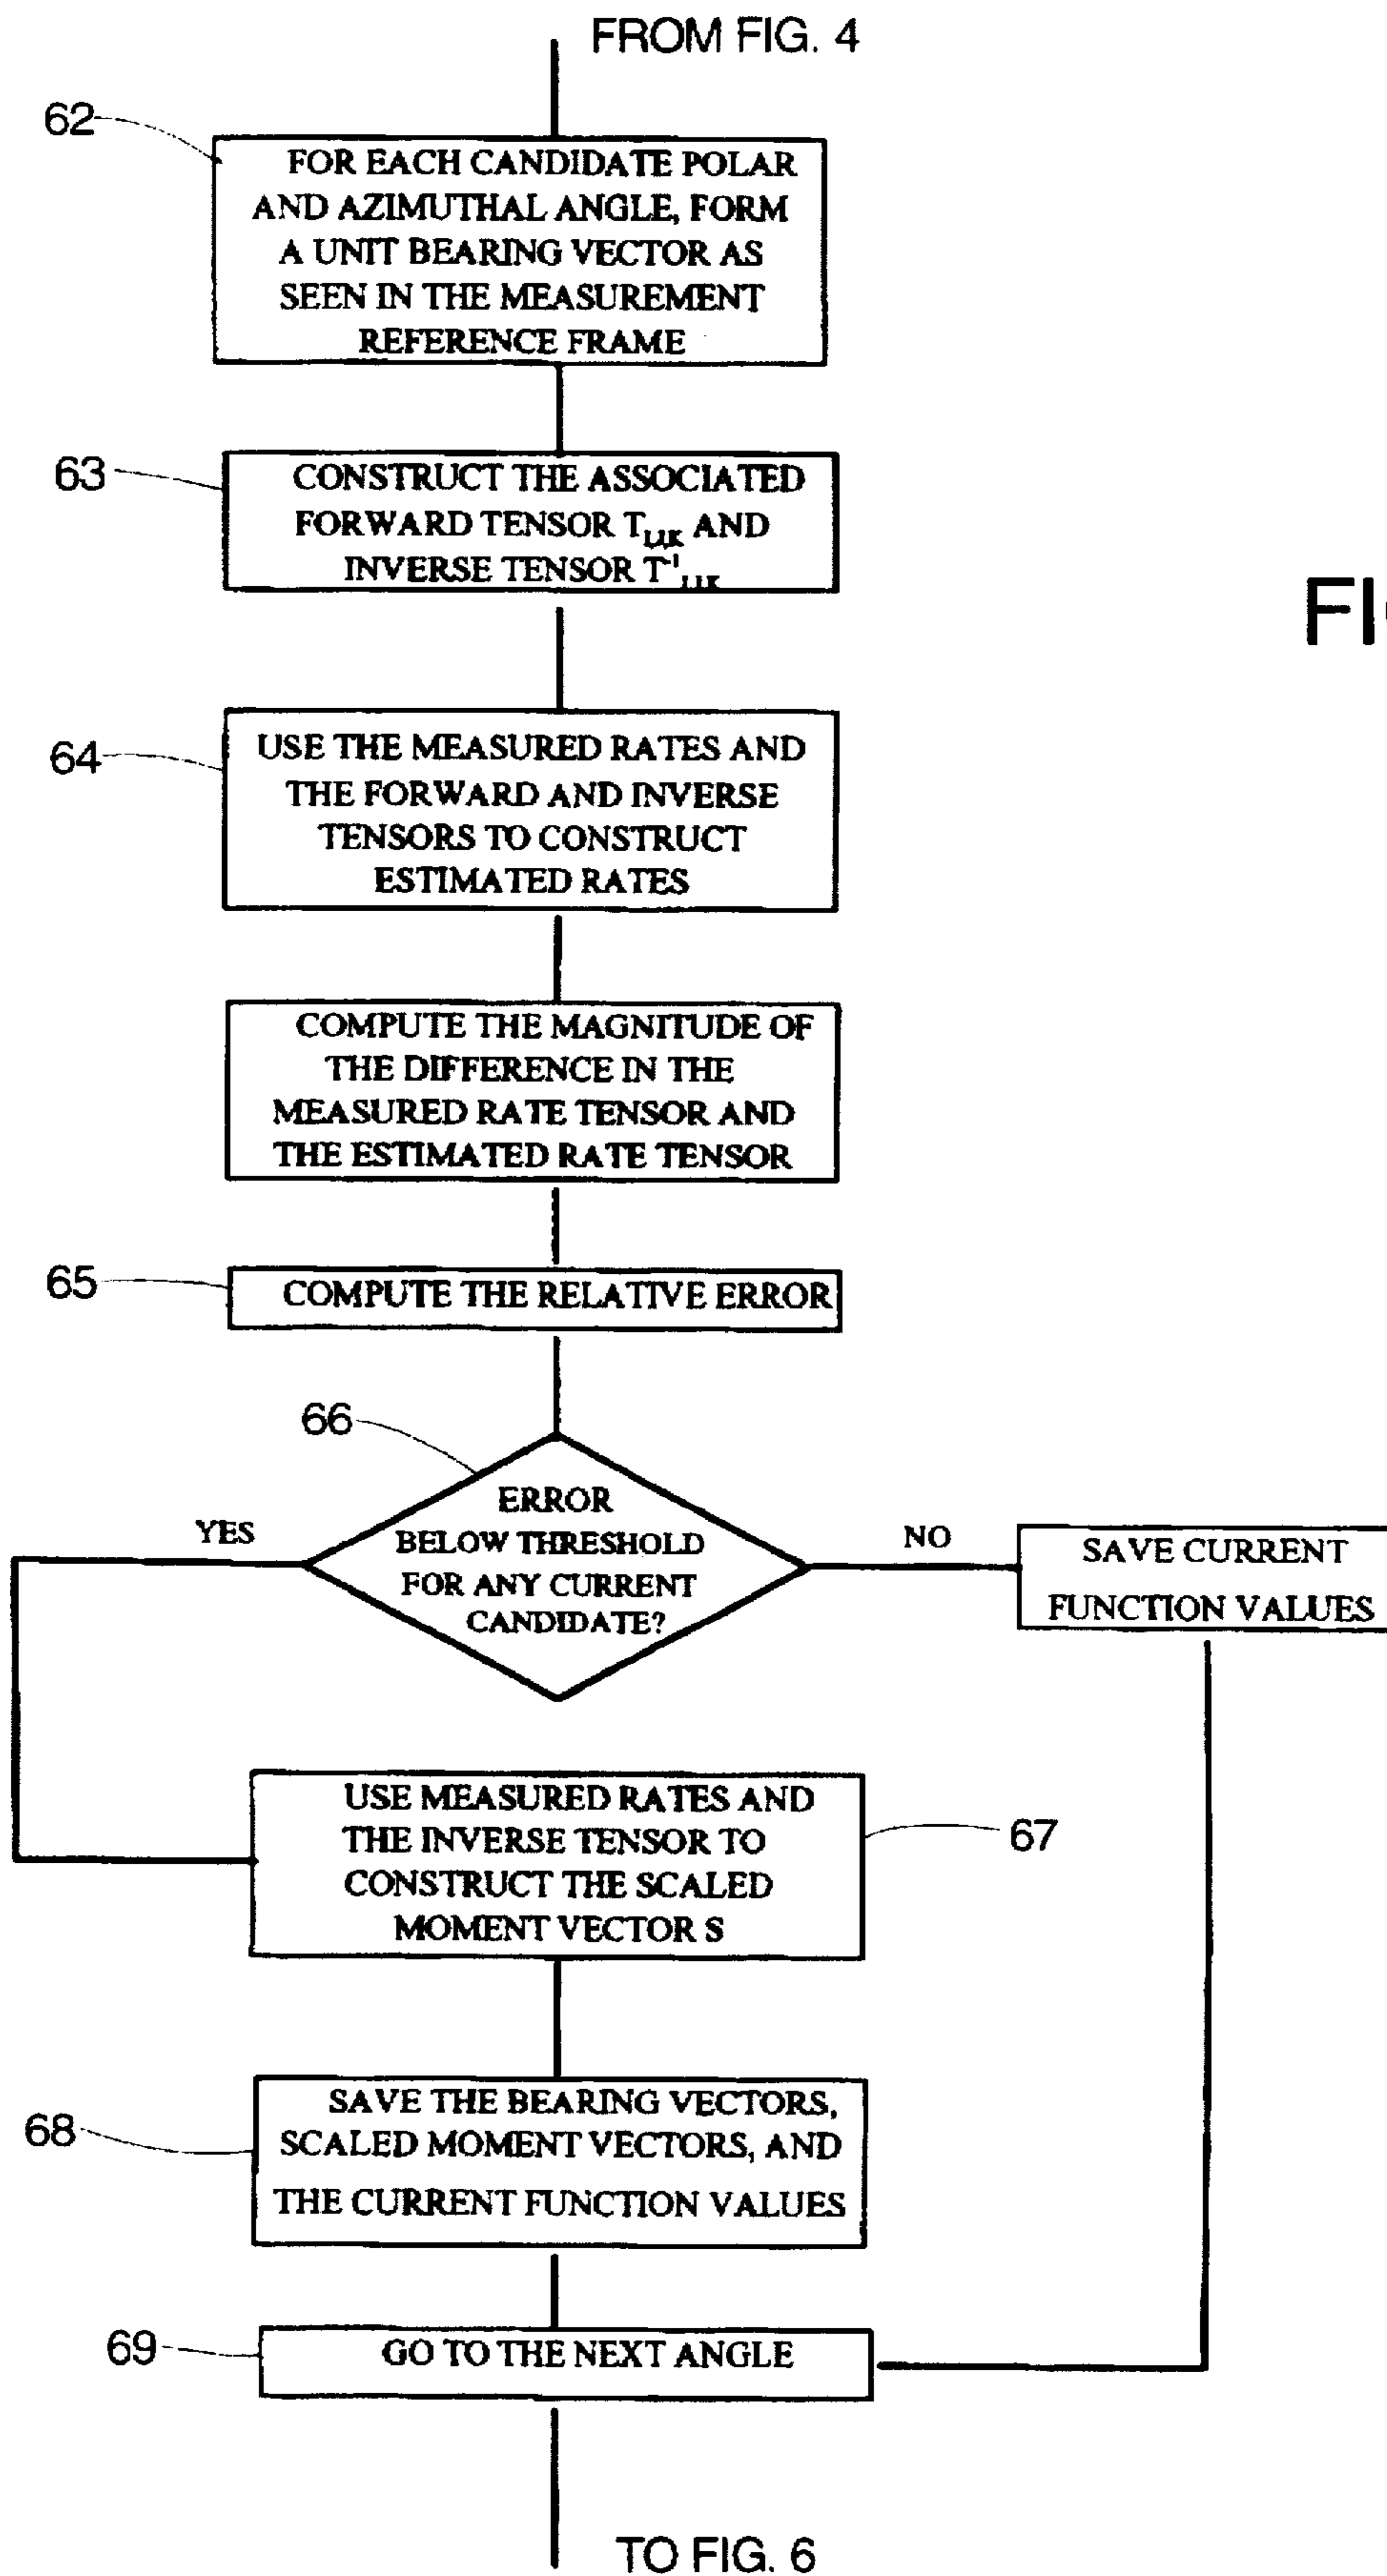 FROM FIG. 4
62
FOR EACH CANDIDATE POLAR
AND AZIMUTHAL ANGLE, FORM
A UNIT BEARING VECTOR AS
SEEN IN THE MEASUREMENT
REFERENCE FRAME
63
CONSTRUCT THE ASSOCIATED
FORWARD TENSOR T AND
INVERSE TENSOR T
FI
64
USE THE MEASURED RATES AND
THE FORWARD AND INVERSE
TENSORS TO CONSTRUCT
ESTIMATED RATES
COMPUTE THE MAGNITUDE OF
THE DIFFERENCE IN THE
MEASURED RATE TENSOR AND
THE ESTIMATED RATE TENSOR
65
COMPUTE THE RELATIVE ERROR
66
ERROR
BELOW THRESHOLD
FOR ANY CURRENT
CANDIDATE?
YES
NO
SAVE CURRENT
FUNCTION VALUES
USE MEASURED RATES AND
THE INVERSE TENSOR TO
CONSTRUCT THE SCALED
MOMENT VECTOR S
67
68
SAVE THE BEARING VECTORS,
SCALED MOMENT VECTORS, AND
THE CURRENT FUNCTION VALUES
69
GO TO THE NEXT ANGLE
TO FIG. 6